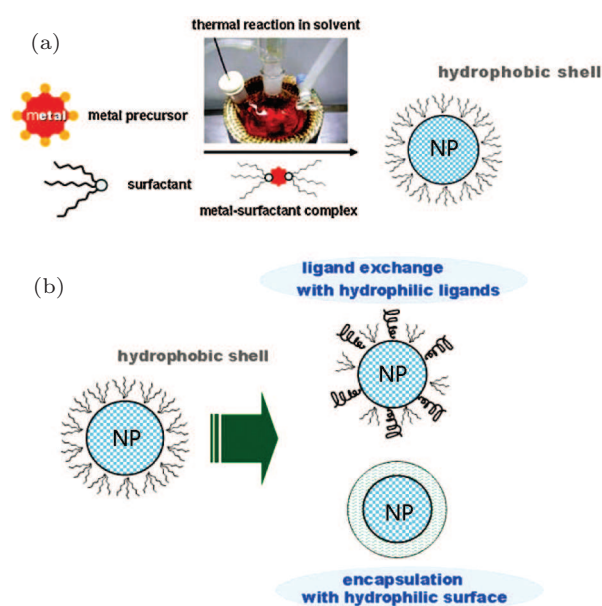 (a)
thermal reaction in solvent
hydrophobic shell
metal
metal precursor
NP
surfactant
metal-surfactant complex
(b)
ligand exchange
with hydrophilic ligands
hydrophobic shell
NP
NP
NP
encapsulation
with hydrophilic surface